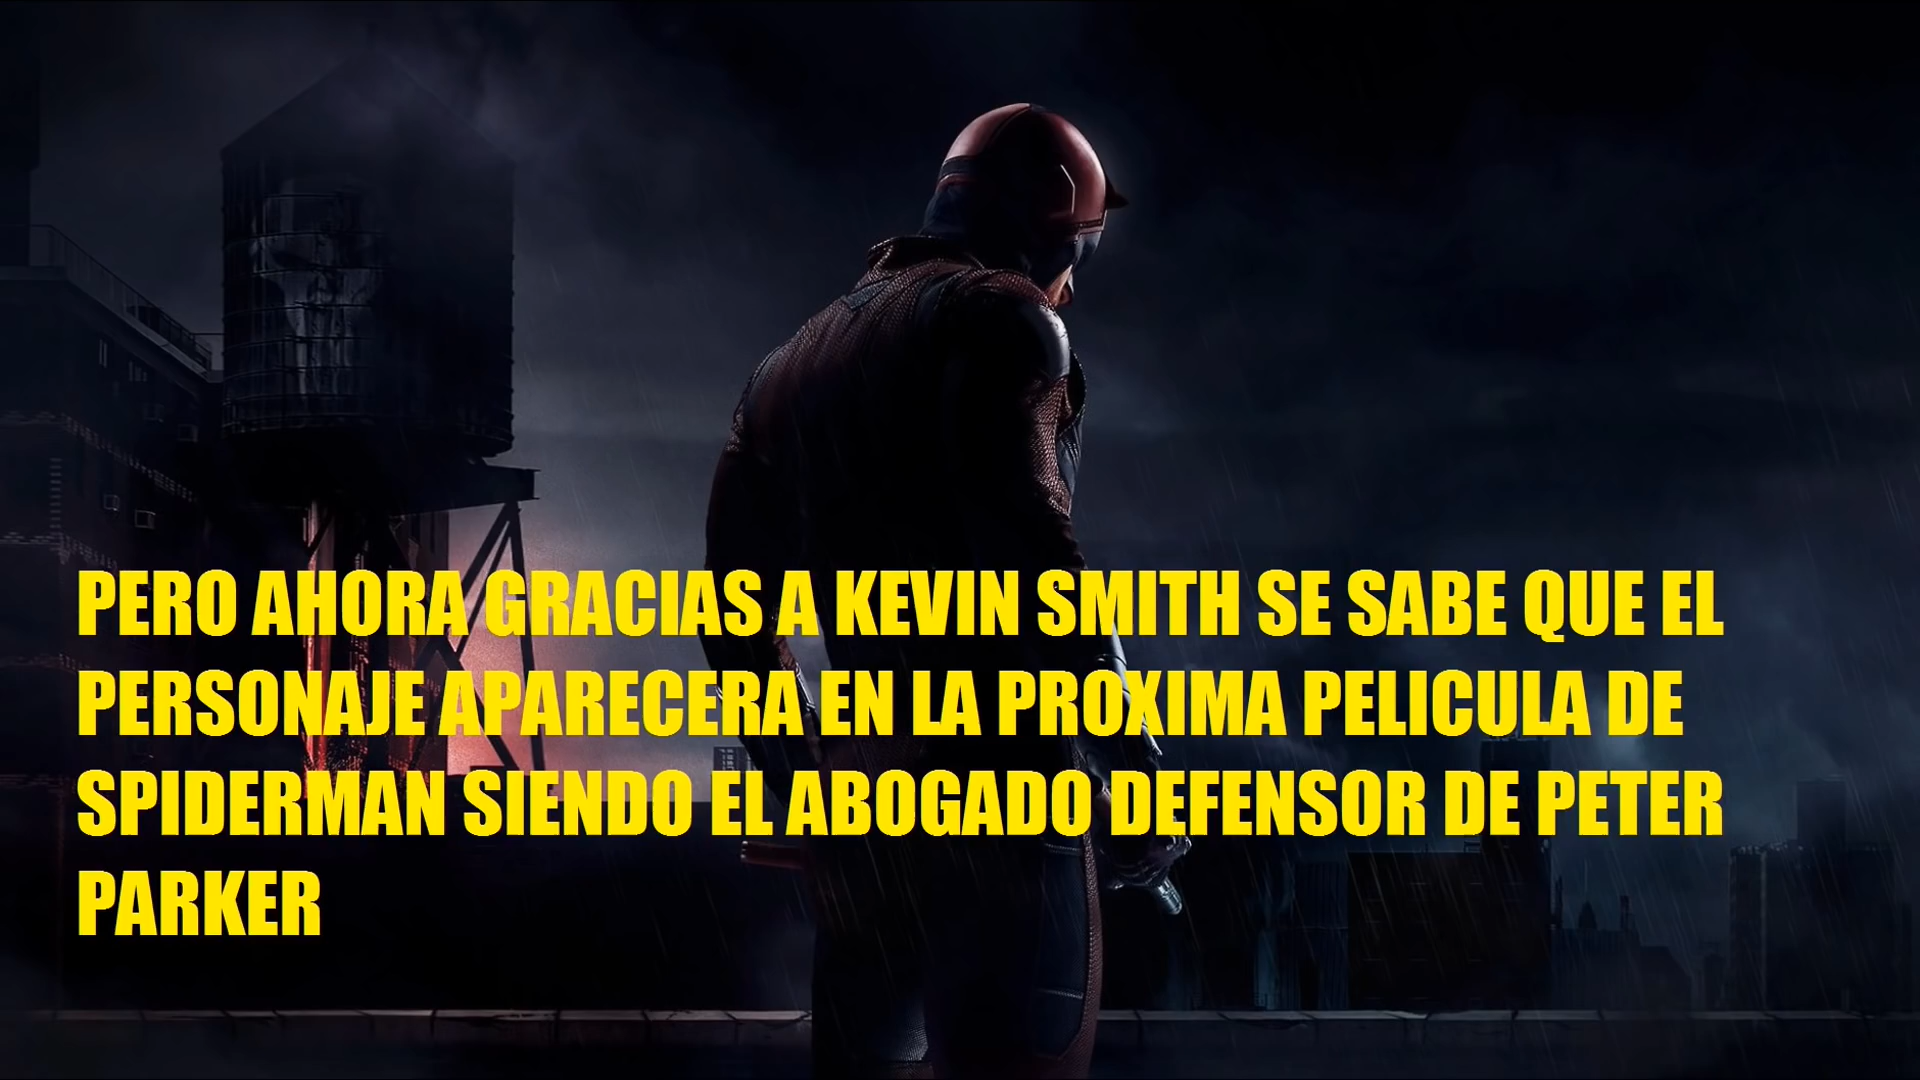 PERO AHORA GRACIAS A KEVIN SMITH SE SABE QUE EL
PERSONAJE APARECERA EN LA PROXIMA PELICULA DE
SPIDERMAN SIENDO EL ABOGADO DEFENSOR DE PETER
PARKER